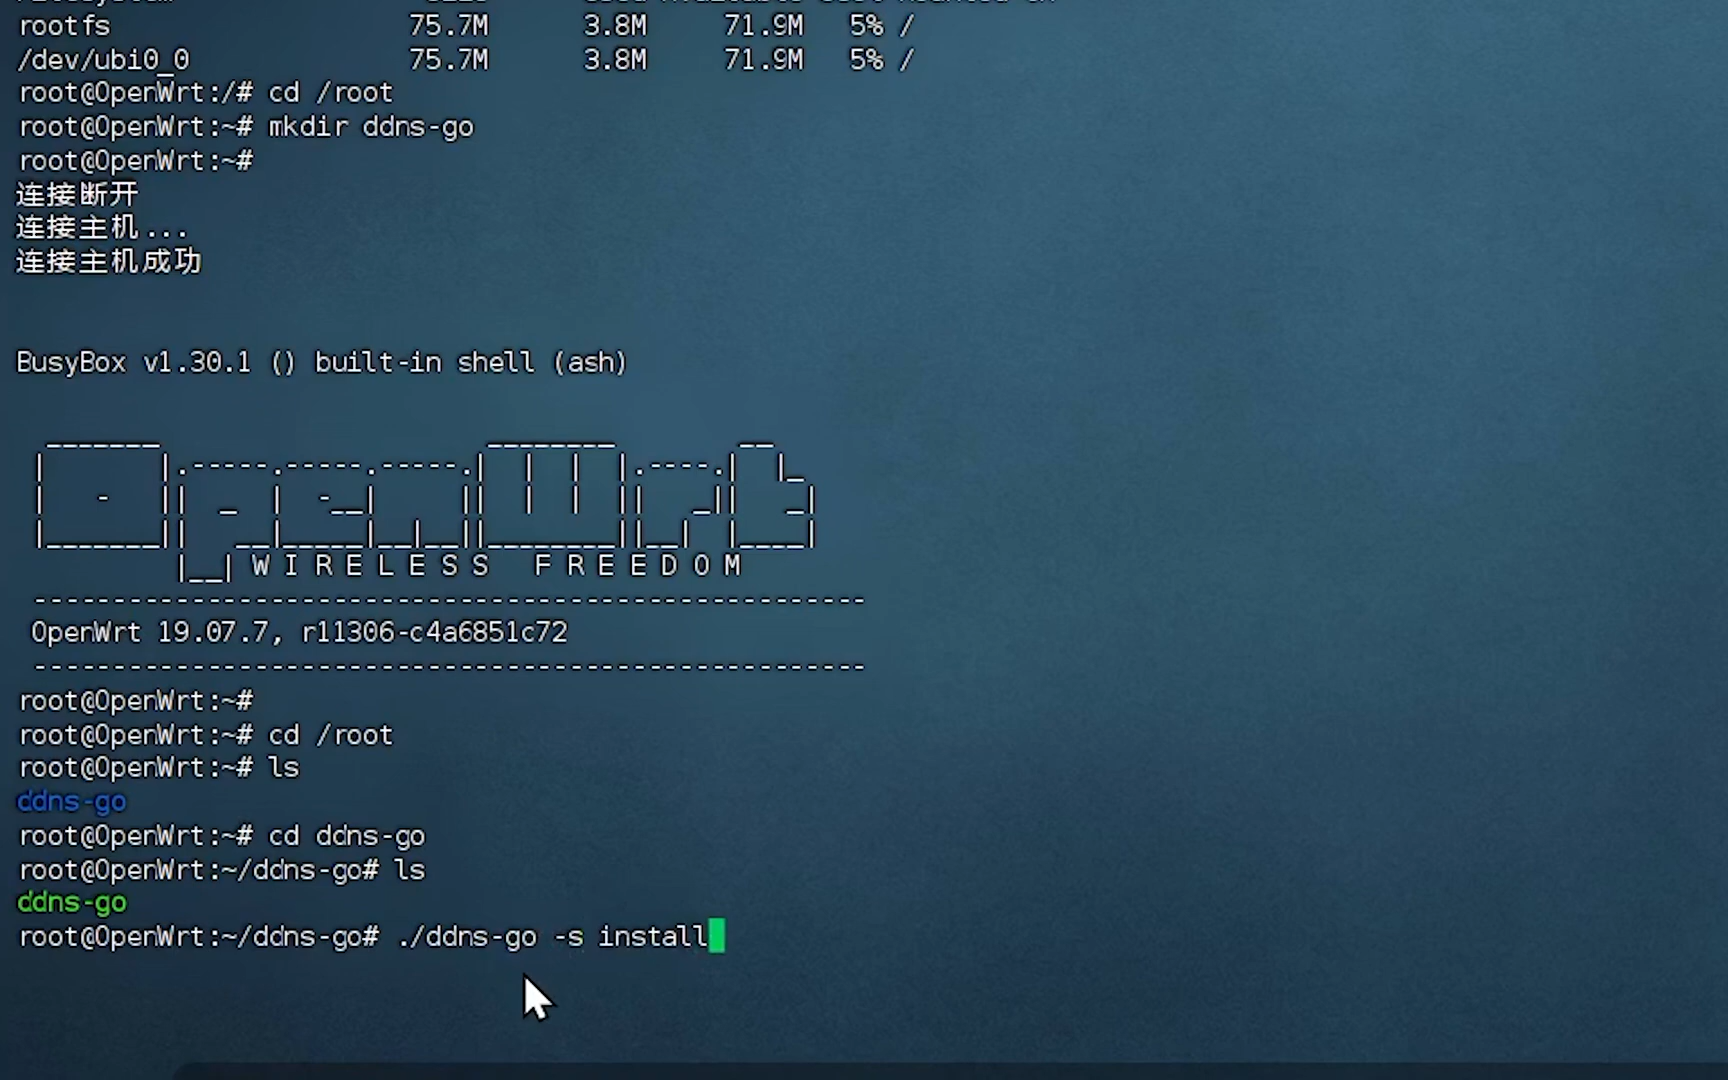 rootfs 75.7M 3.8M 71.9M 5% /
/dev/ubi0_0 75.7M 3.8M 71.9M 5% /
root@OpenWrt:/# cd /root
root@OpenWrt:~# mkdir ddns-go
root@OpenWrt:~#
连接断开
连接主机...
连接主机成功
BusyBox v1.30.1 () built-in shell (ash)
OpenWrt
WIRELESS FREEDOM
-----------------------------------------------------
OpenWrt 19.07.7, r11306-c4a6851c72
-----------------------------------------------------
root@OpenWrt:~#
root@OpenWrt:~# cd /root
root@OpenWrt:~# ls
ddns-go
root@OpenWrt:~# cd ddns-go
root@OpenWrt:~/ddns-go# ls
ddns-go
root@OpenWrt:~/ddns-go# ./ddns-go -s install